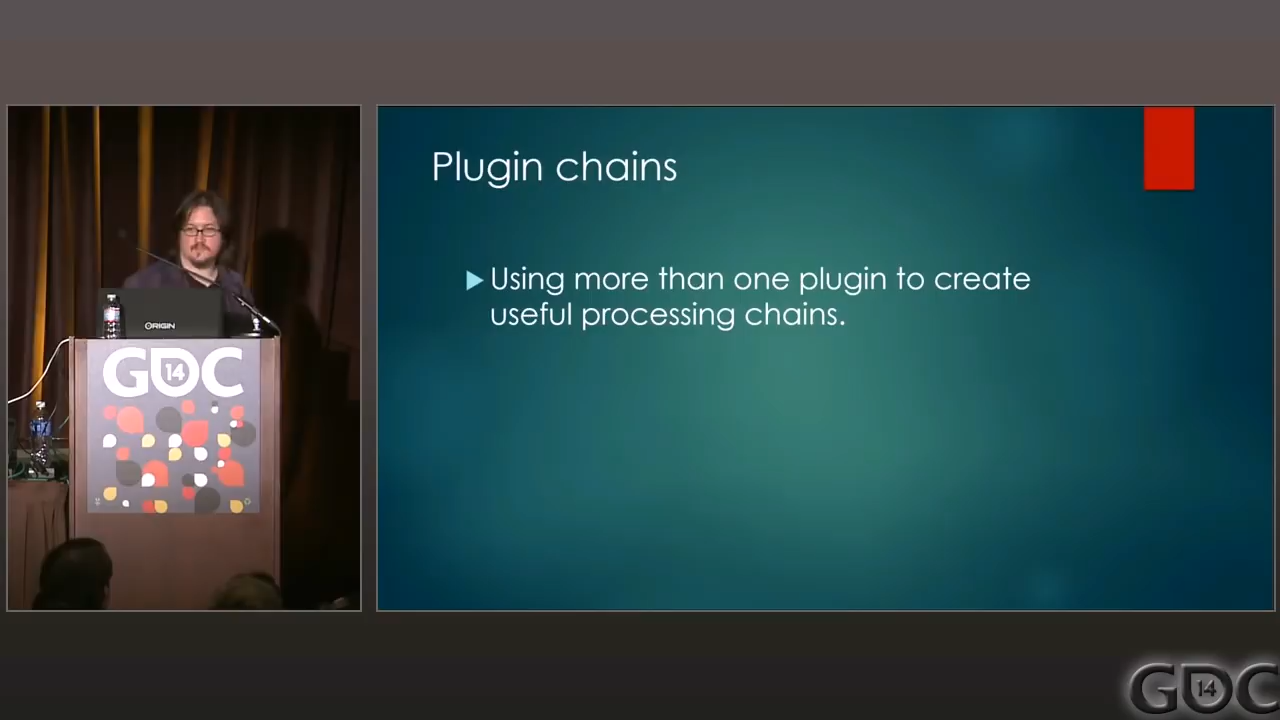 Plugin chains
Using more than one plugin to create
useful processing chains.
ORIGIN
GDC
14
GDC
14